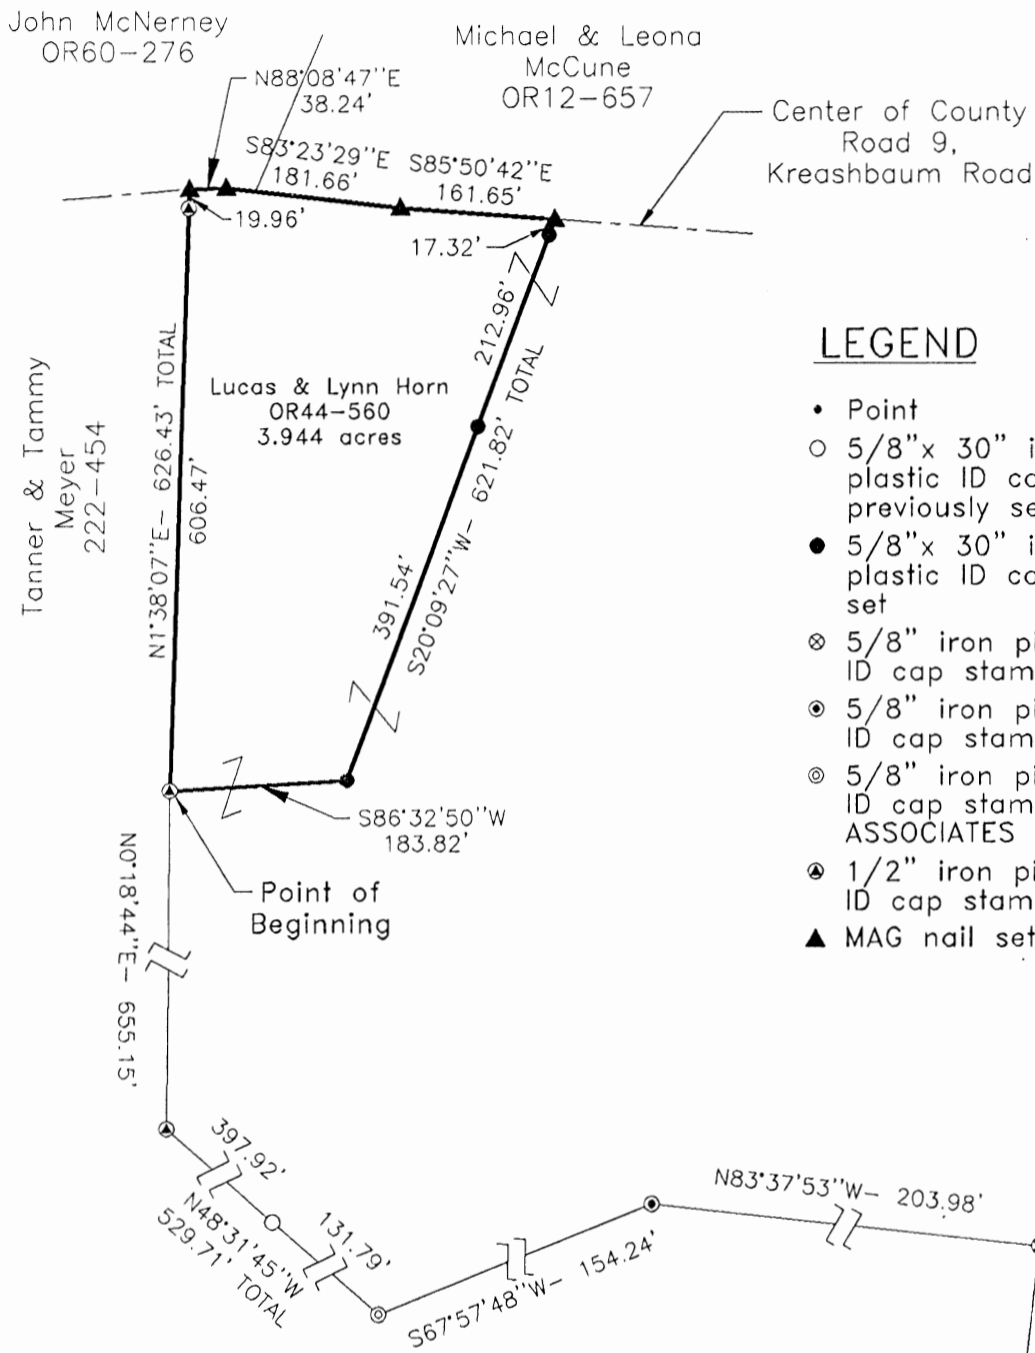 John McNerney
OR60-276
Michael & Leona
McCune
OR12-657
N88°08'47"E
38.24'
Center of County
Road 9,
Kreashbaum Road
S83°23'29"E
181.66'
S85°50'42"E
161.65'
19.96'
17.32'
212.96'
S20°09'27"W- 621.82' TOTAL
391.54'
N1°38'07"E- 626.43' TOTAL
606.47'
Lucas & Lynn Horn
OR44-560
3.944 acres
Tanner & Tammy
Meyer
222-454
S86°32'50"W
183.82'
Point of
Beginning
N0°18'44"E- 655.15'
397.92'
N48°31'45"W
529.71' TOTAL
131.79'
S67°57'48"W- 154.24'
N83°37'53"W- 203.98'
LEGEND
Point
5/8"x 30" i
plastic ID ca
previously se
5/8"x 30" i
plastic ID ca
set
5/8" iron pi
ID cap stam
5/8" iron pi
ID cap stam
5/8" iron pi
ID cap stam
ASSOCIATES
1/2" iron pi
ID cap stam
MAG nail set